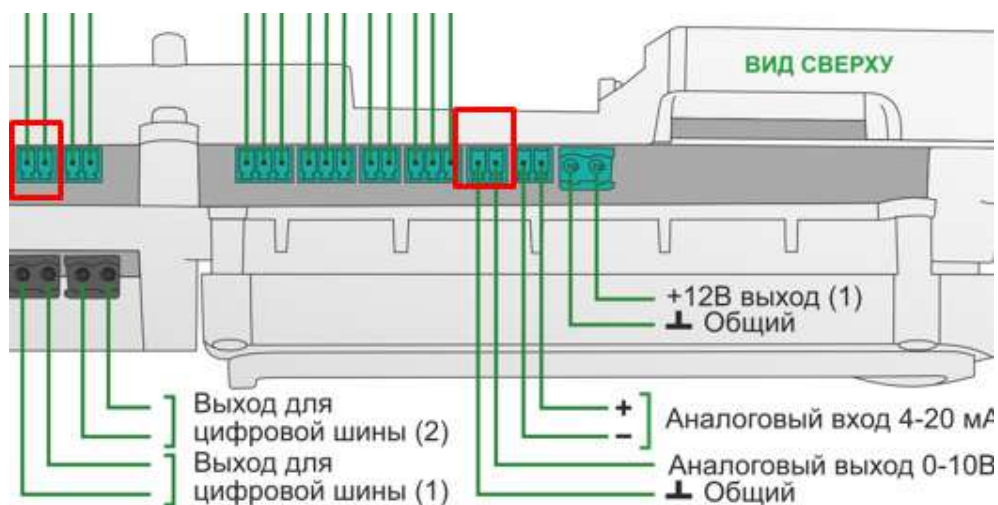 ВИД СВЕРХУ
+12В выход (1)
Общий
Выход для
цифровой шины (2)
Выход для
цифровой шины (1)
+
−
Аналоговый вход 4-20 мА
Аналоговый выход 0-10В
Общий